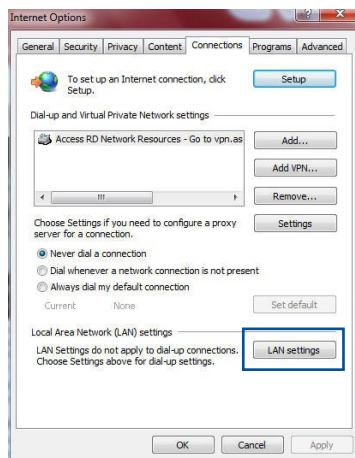 Internet Options
General Security Privacy Content Connections Programs Advanced
To set up an Internet connection, click
Setup.
Setup
Dial-up and Virtual Private Network settings
Access RD Network Resources - Go to vpn.as
Add...
Add VPN...
Remove...
Choose Settings if you need to configure a proxy
server for a connection.
Settings
Never dial a connection
Dial whenever a network connection is not present
Always dial my default connection
Current None
Set default
Local Area Network (LAN) settings
LAN Settings do not apply to dial-up connections.
Choose Settings above for dial-up settings.
LAN settings
OK Cancel Apply